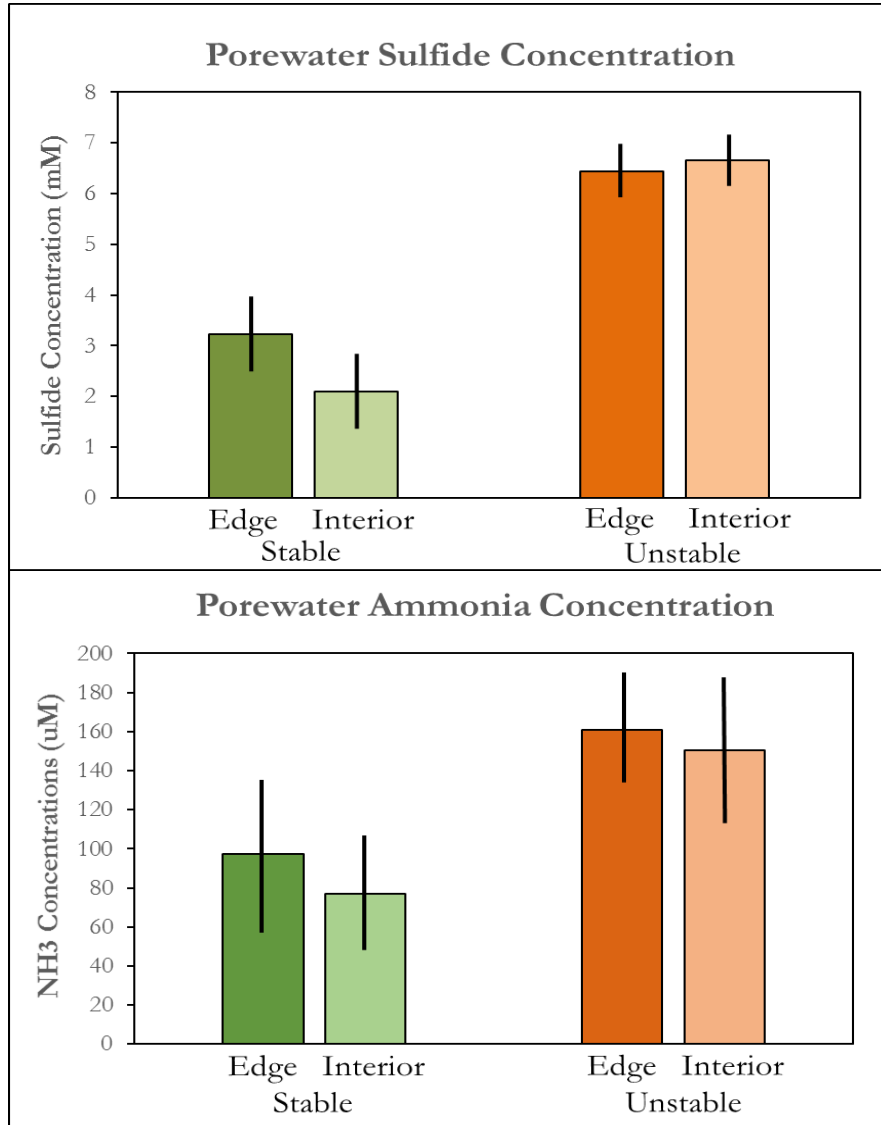 Porewater Sulfide Concentration
Sulfide Concentration (mM)
8
7
6
5
4
3
2
1
0
Edge Interior Edge Interior
Stable Unstable
Porewater Ammonia Concentration
NH3 Concentrations (uM)
200
180
160
140
120
100
80
60
40
20
0
Edge Interior Edge Interior
Stable Unstable